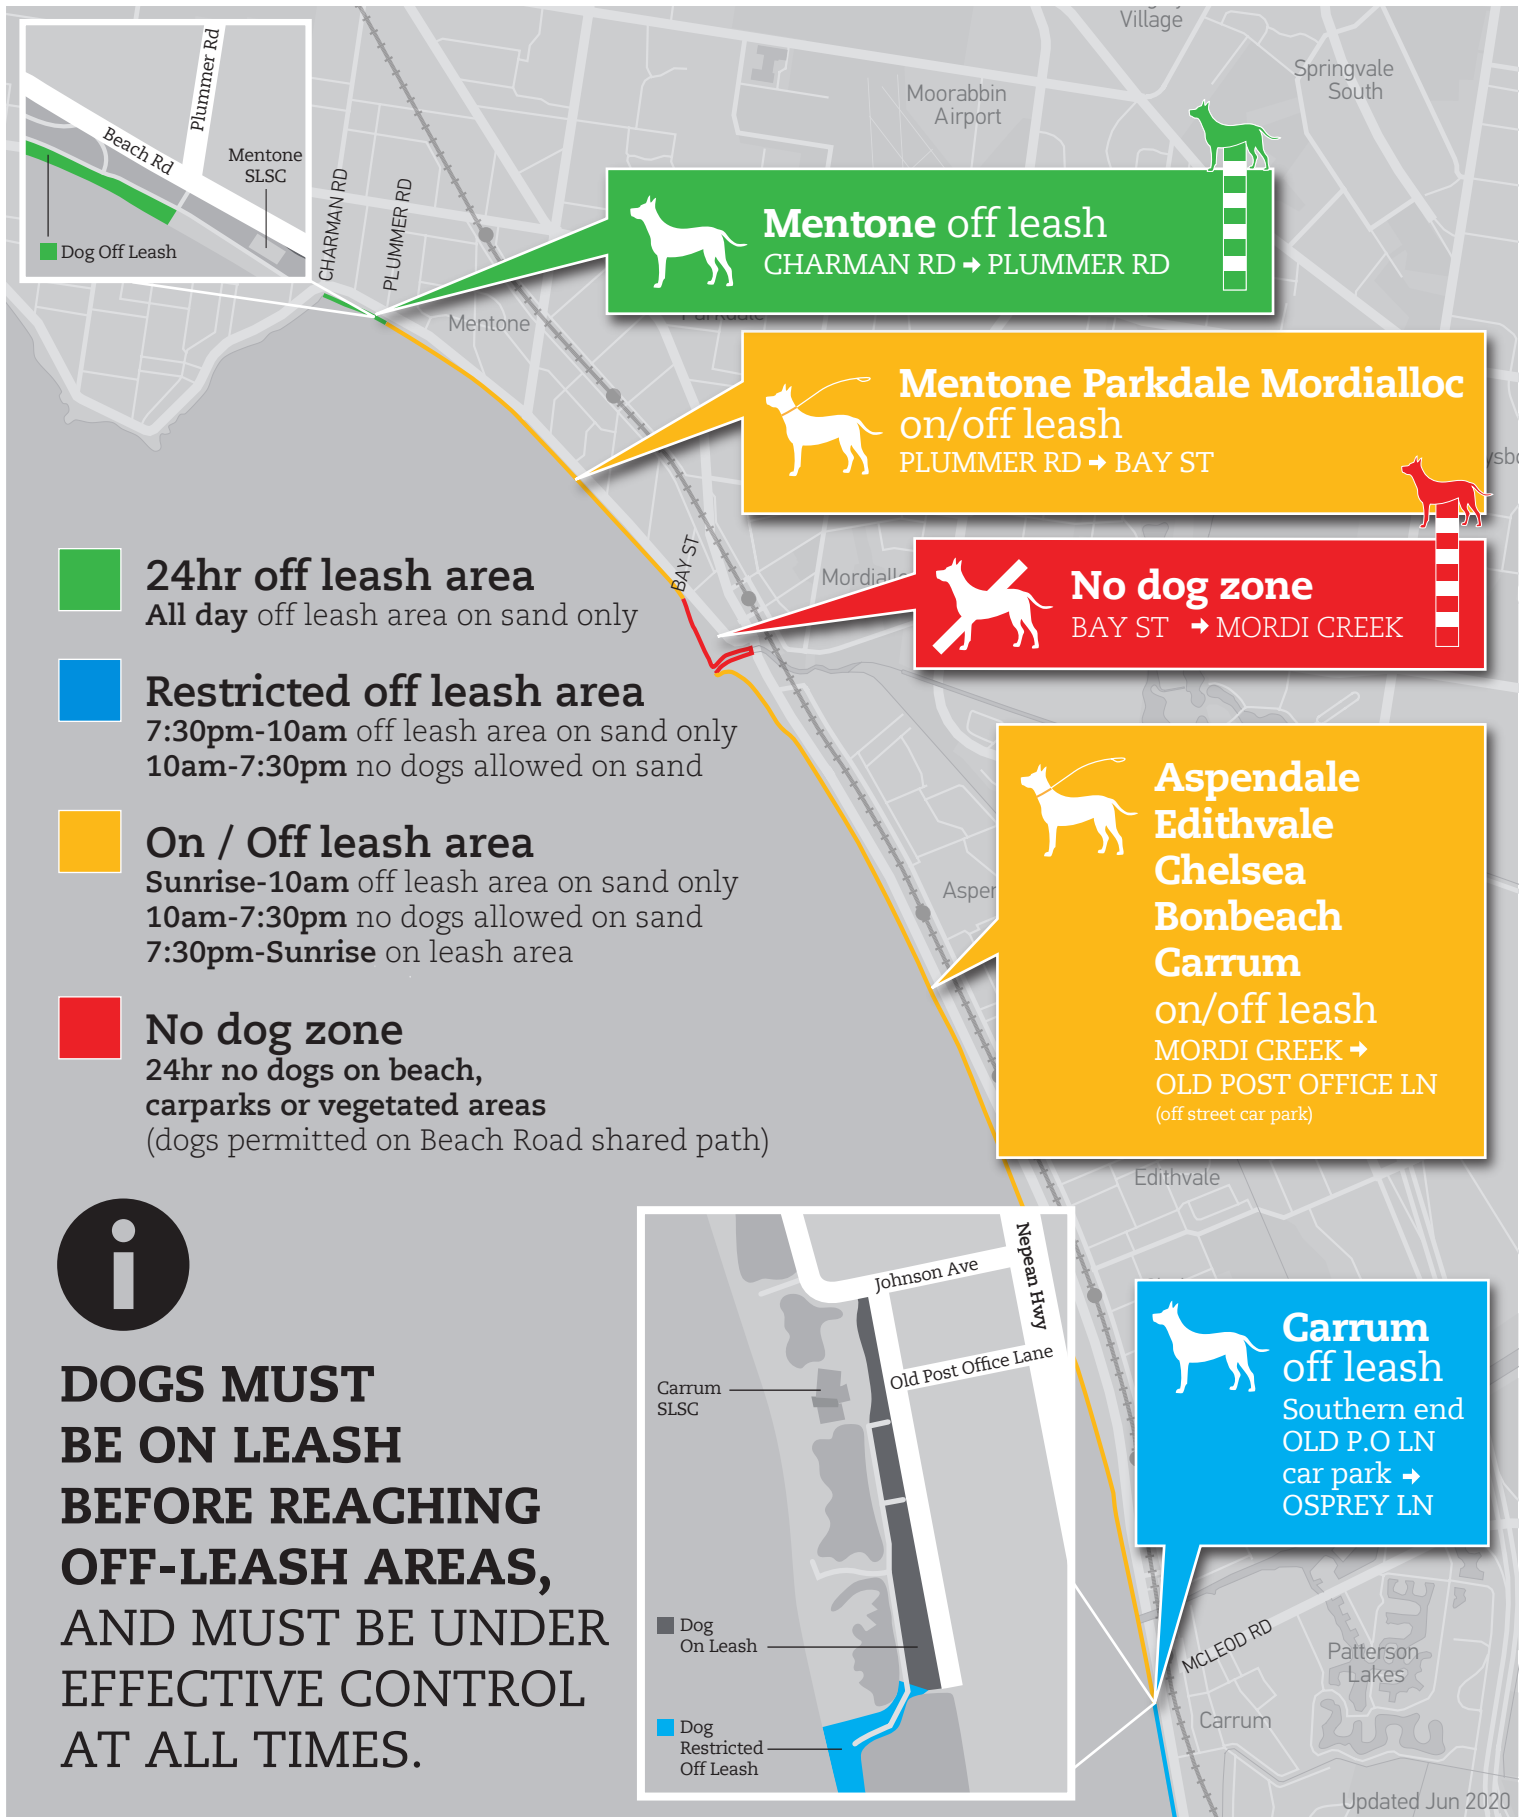 Village
Springvale
South
Moorabbin
Airport
Plummer Rd
Beach Rd
Mentone
SLSC
Dog Off Leash
CHARMAN RD
PLUMMER RD
Mentone
Mentone off leash
CHARMAN RD → PLUMMER RD
Mentone Parkdale Mordialloc
on/off leash
PLUMMER RD → BAY ST
BAY ST
No dog zone
BAY ST → MORDI CREEK
24hr off leash area
All day off leash area on sand only
Restricted off leash area
7:30pm-10am off leash area on sand only
10am-7:30pm no dogs allowed on sand
On / Off leash area
Sunrise-10am off leash area on sand only
10am-7:30pm no dogs allowed on sand
7:30pm-Sunrise on leash area
No dog zone
24hr no dogs on beach,
carparks or vegetated areas
(dogs permitted on Beach Road shared path)
Aspendale
Edithvale
Chelsea
Bonbeach
Carrum
on/off leash
MORDI CREEK →
OLD POST OFFICE LN
(off street car park)
Edithvale
i
DOGS MUST
BE ON LEASH
BEFORE REACHING
OFF-LEASH AREAS,
AND MUST BE UNDER
EFFECTIVE CONTROL
AT ALL TIMES.
Johnson Ave
Nepean Hwy
Old Post Office Lane
Carrum
SLSC
Dog
On Leash
Dog
Restricted
Off Leash
Carrum
off leash
Southern end
OLD P.O LN
car park →
OSPREY LN
MCLEOD RD
Patterson
Lakes
Carrum
Updated Jun 2020